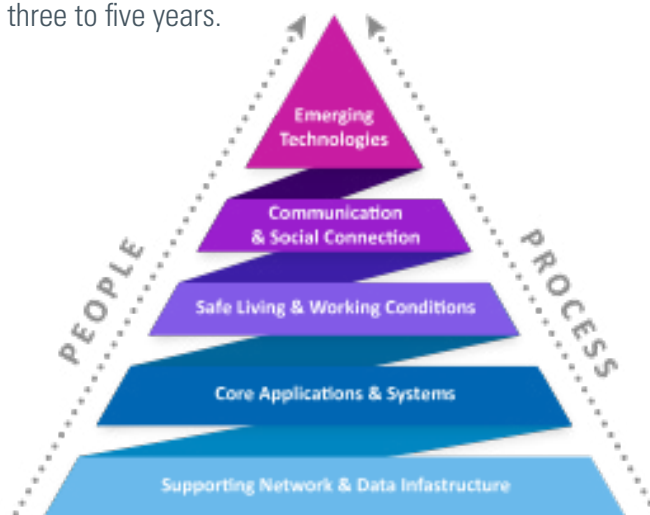 three to five years.
Emerging
Technologies
Communication
& Social Connection
PEOPLE
PROCESS
Safe Living & Working Conditions
Core Applications & Systems
Supporting Network & Data Infastructure